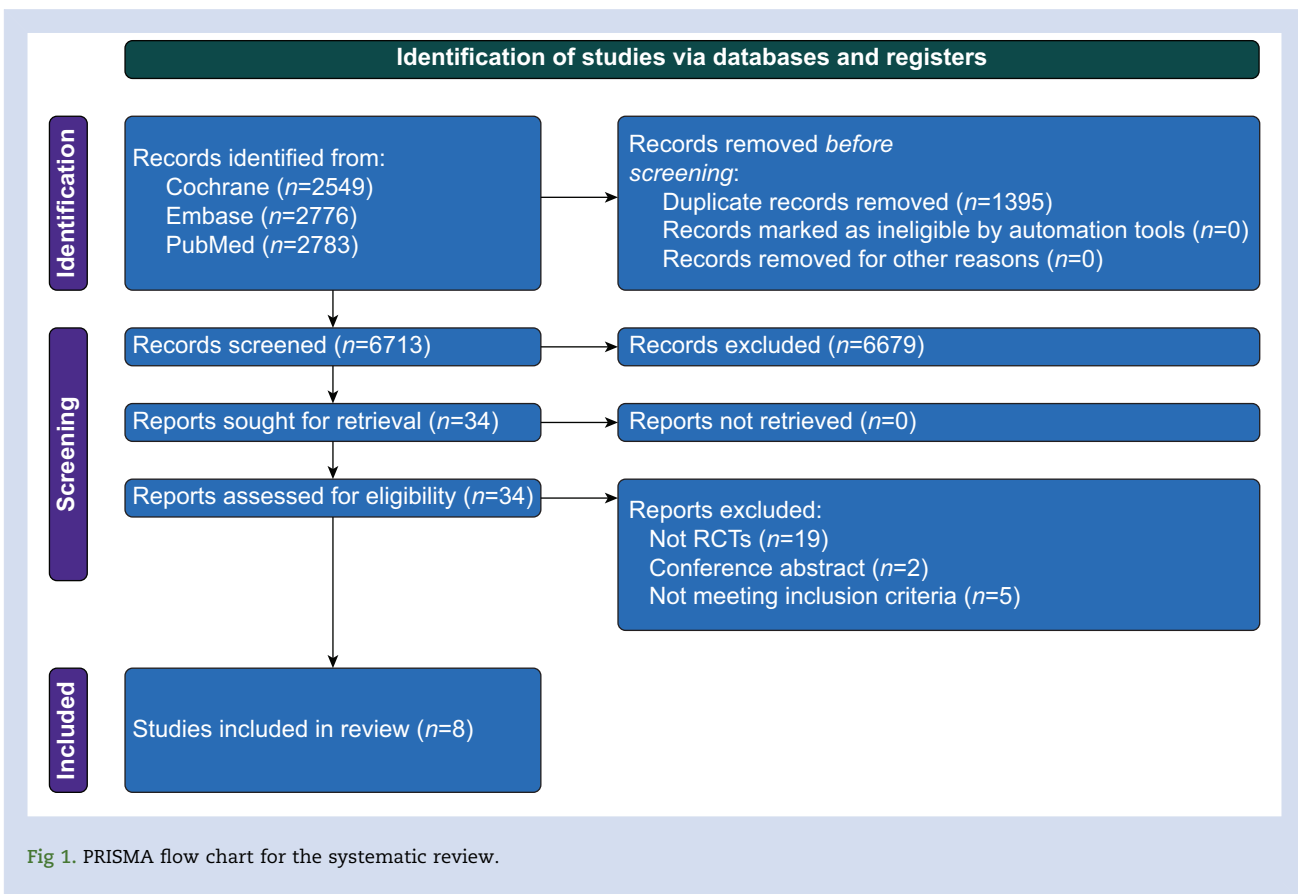 Identification of studies via databases and registers
Identification
Records identified from:
Cochrane (n=2549)
Embase (n=2776)
PubMed (n=2783)
Records removed before
screening:
Duplicate records removed (n=1395)
Records marked as ineligible by automation tools (n=0)
Records removed for other reasons (n=0)
Screening
Records screened (n=6713)
Records excluded (n=6679)
Reports sought for retrieval (n=34)
Reports not retrieved (n=0)
Reports assessed for eligibility (n=34)
Reports excluded:
Not RCTs (n=19)
Conference abstract (n=2)
Not meeting inclusion criteria (n=5)
Included
Studies included in review (n=8)
Fig 1. PRISMA flow chart for the systematic review.